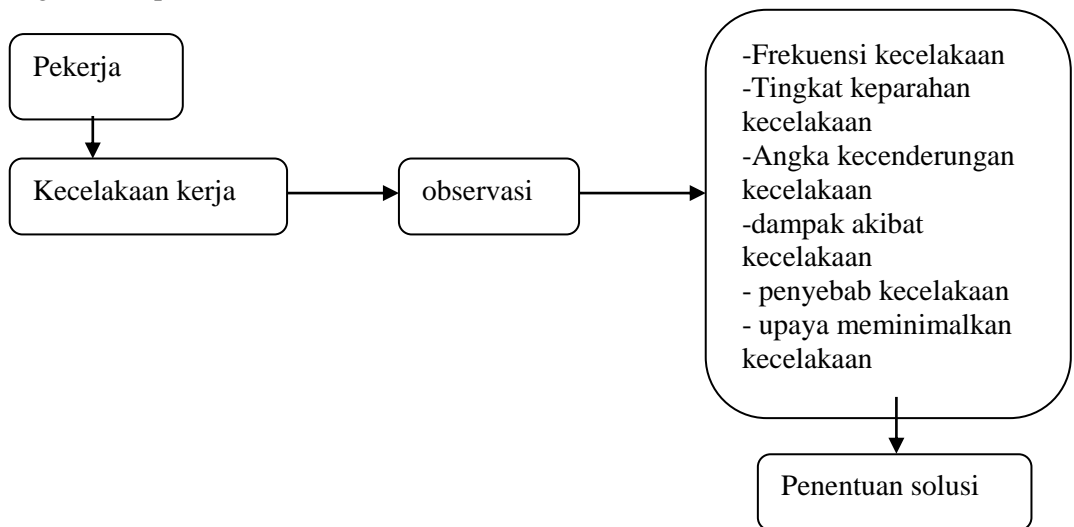 Pekerja
Kecelakaan kerja
observasi
-Frekuensi kecelakaan
-Tingkat keparahan
kecelakaan
-Angka kecenderungan
kecelakaan
-dampak akibat
kecelakaan
- penyebab kecelakaan
- upaya meminimalkan
kecelakaan
Penentuan solusi